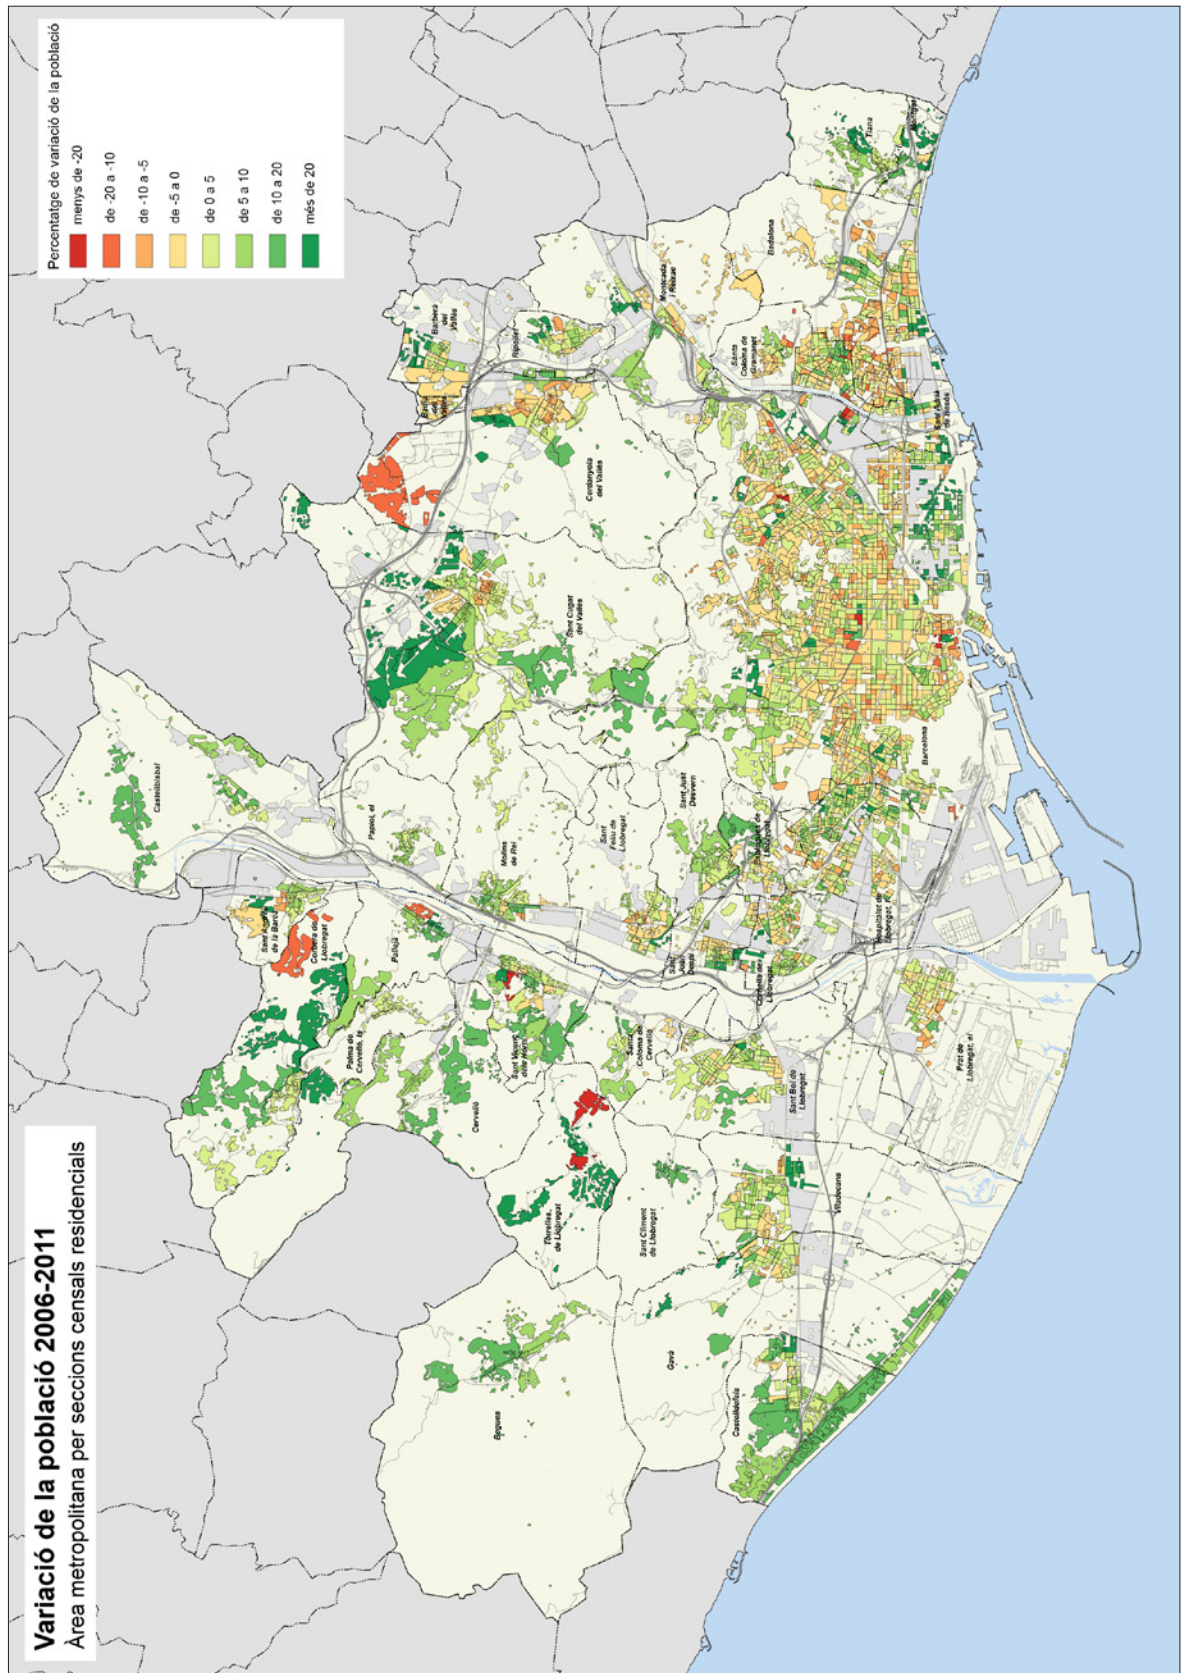 Variació de la població 2006-2011
Àrea metropolitana per seccions censals residencials
Percentatge de variació de la població
menys de -20
de -20 a -10
de -10 a -5
de -5 a 0
de 0 a 5
de 5 a 10
de 10 a 20
més de 20
Castellbisbal
Sant Andreu
de la Barca
Corbera de
Llobregat
Papiol, el
Pallejà
Palma de
Cervelló, la
Cervelló
Molins
de Rei
Sant Vicenç
dels Horts
Torrelles
de Llobregat
Santa
Coloma de
Cervelló
Sant Climent
de Llobregat
Begues
Gavà
Castelldefels
Viladecans
Sant Boi de
Llobregat
Prat de
Llobregat, el
Sant
Feliu de
Llobregat
Sant Just
Desvern
Sant
Joan
Despí
Cornellà de
Llobregat
Esplugues de
Llobregat
Hospitalet de
Llobregat, l'
Barcelona
Sant Cugat
del Vallès
Cerdanyola
del Vallès
Badia
del
Vallès
Barberà
del
Vallès
Ripollet
Montcada
i Reixac
Santa
Coloma de
Gramenet
Sant Adrià
de Besòs
Badalona
Tiana
Montgat